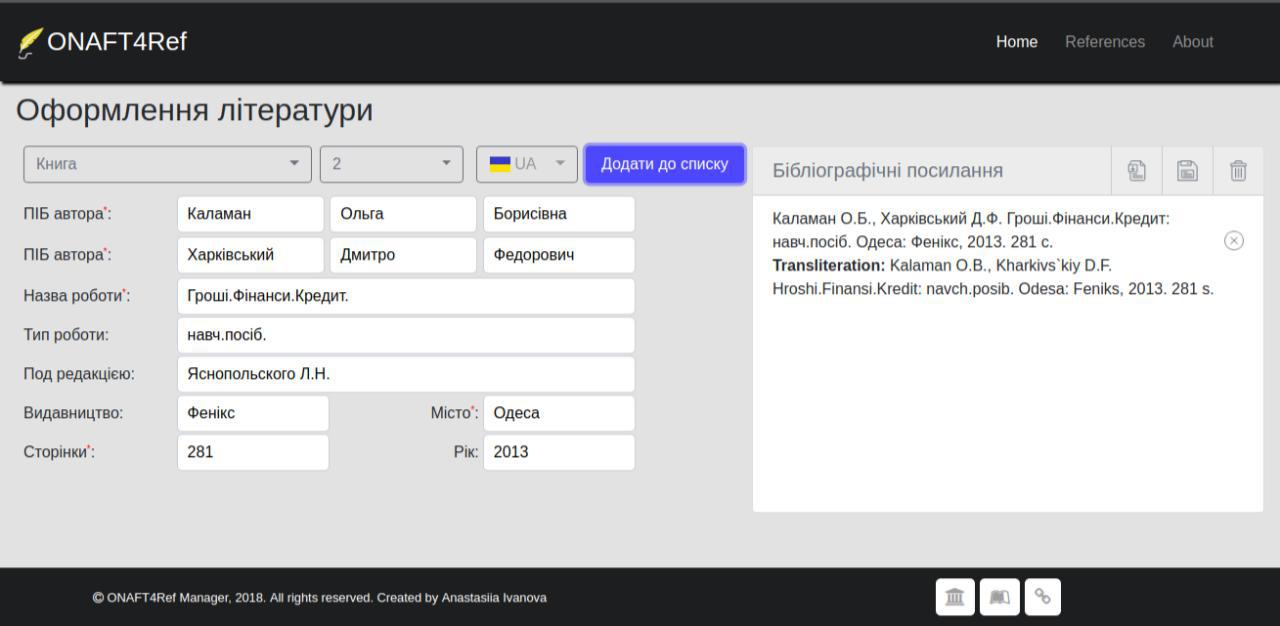 ONAFT4Ref
Home References About
Оформлення літератури
Книга 2 UA Додати до списку
ПІБ автора*: Каламан Ольга Борисівна
ПІБ автора*: Харківський Дмитро Федорович
Назва роботи*: Гроші.Фінанси.Кредит.
Тип роботи: навч.посіб.
Под редакцією: Яснопольского Л.Н.
Видавництво: Фенікс Місто*: Одеса
Сторінки*: 281 Рік: 2013
Бібліографічні посилання
Каламан О.Б., Харківський Д.Ф. Гроші.Фінанси.Кредит:
навч.посіб. Одеса: Фенікс, 2013. 281 с.
Transliteration: Kalaman O.B., Kharkivs`kiy D.F.
Hroshi.Finansi.Kredit: navch.posib. Odesa: Feniks, 2013. 281 s.
© ONAFT4Ref Manager, 2018. All rights reserved. Created by Anastasiia Ivanova